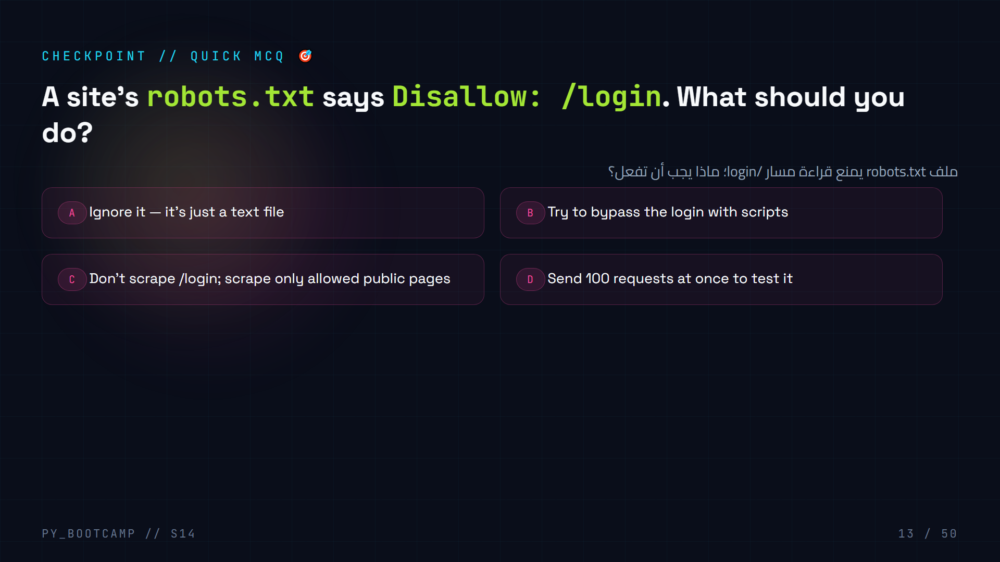 CHECKPOINT // QUICK MCQ 🎯
A site’s robots.txt says Disallow: /login. What should you
do?
ملف robots.txt يمنع قراءة مسار /login؛ ماذا يجب أن تفعل؟
A Ignore it — it’s just a text file
B Try to bypass the login with scripts
C Don’t scrape /login; scrape only allowed public pages
D Send 100 requests at once to test it
PY_BOOTCAMP // S14
13 / 50